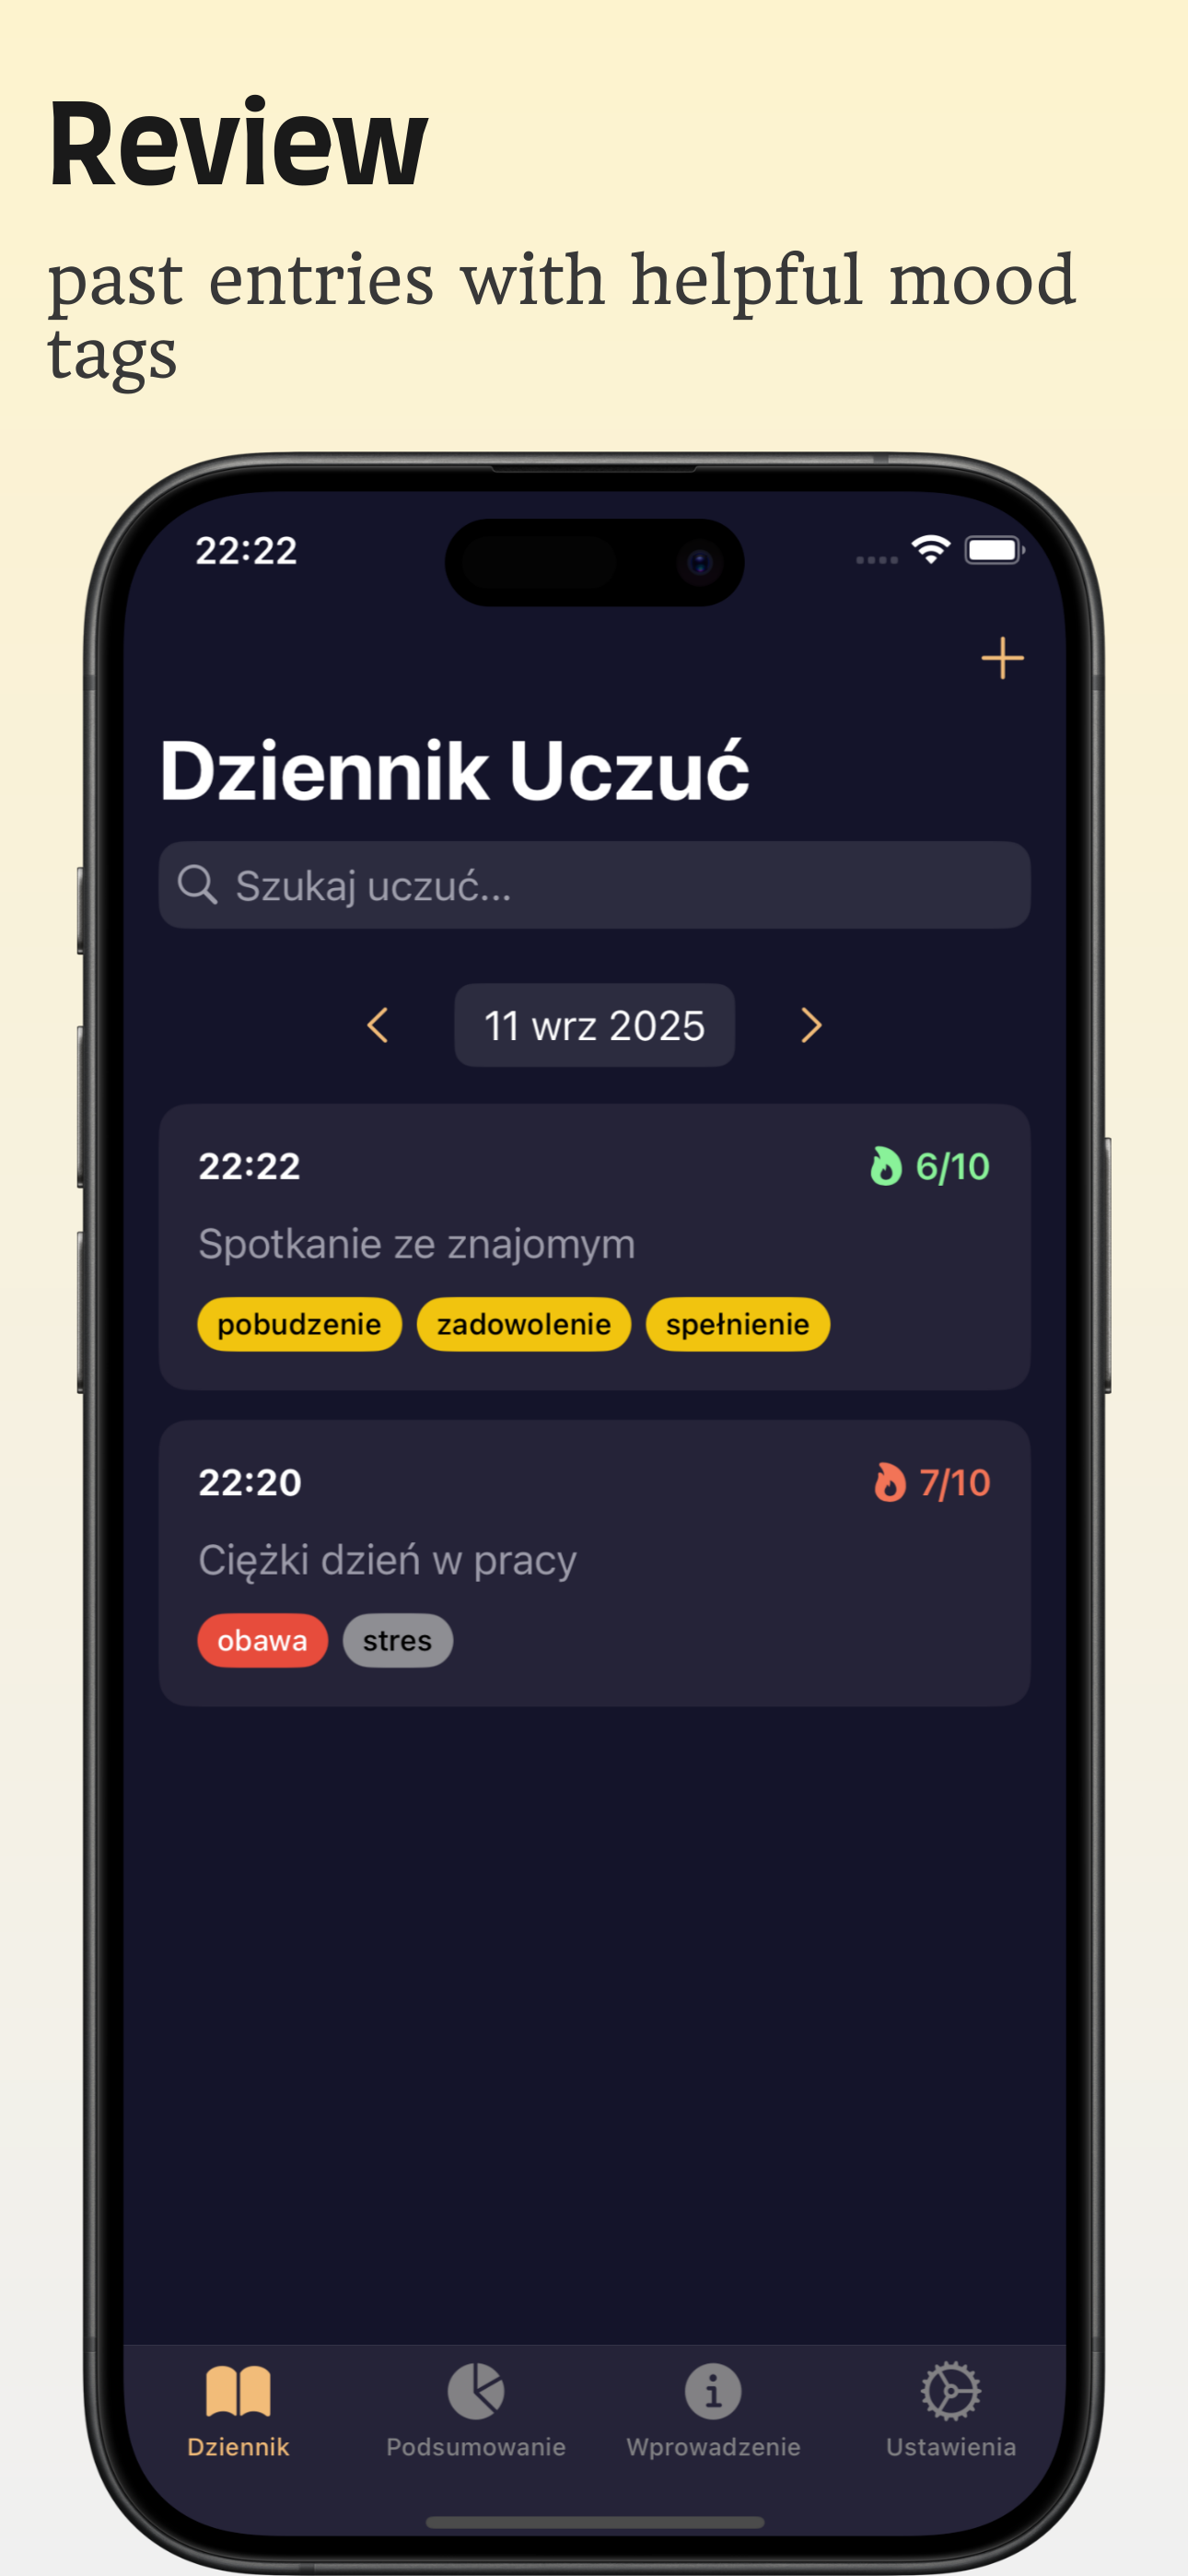 Review
past entries with helpful mood
tags
22:22
Dziennik Uczuć
Szukaj uczuć...
11 wrz 2025
22:22
6/10
Spotkanie ze znajomym
pobudzenie zadowolenie spełnienie
22:20
7/10
Ciężki dzień w pracy
obawa stres
Dziennik Podsumowanie Wprowadzenie Ustawienia